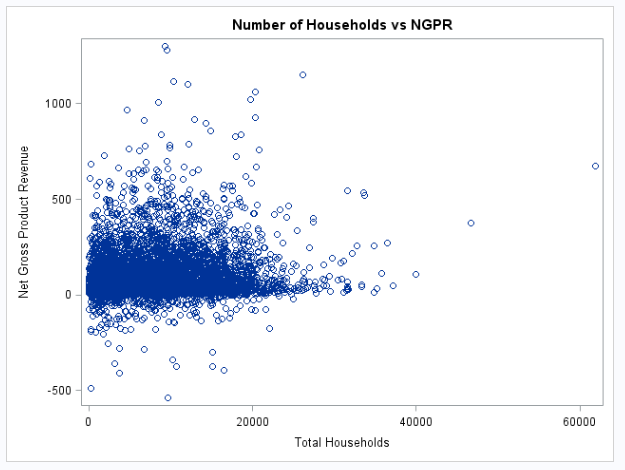 Number of Households vs NGPR
1000
500
0
-500
Net Gross Product Revenue
0
20000
40000
60000
Total Households